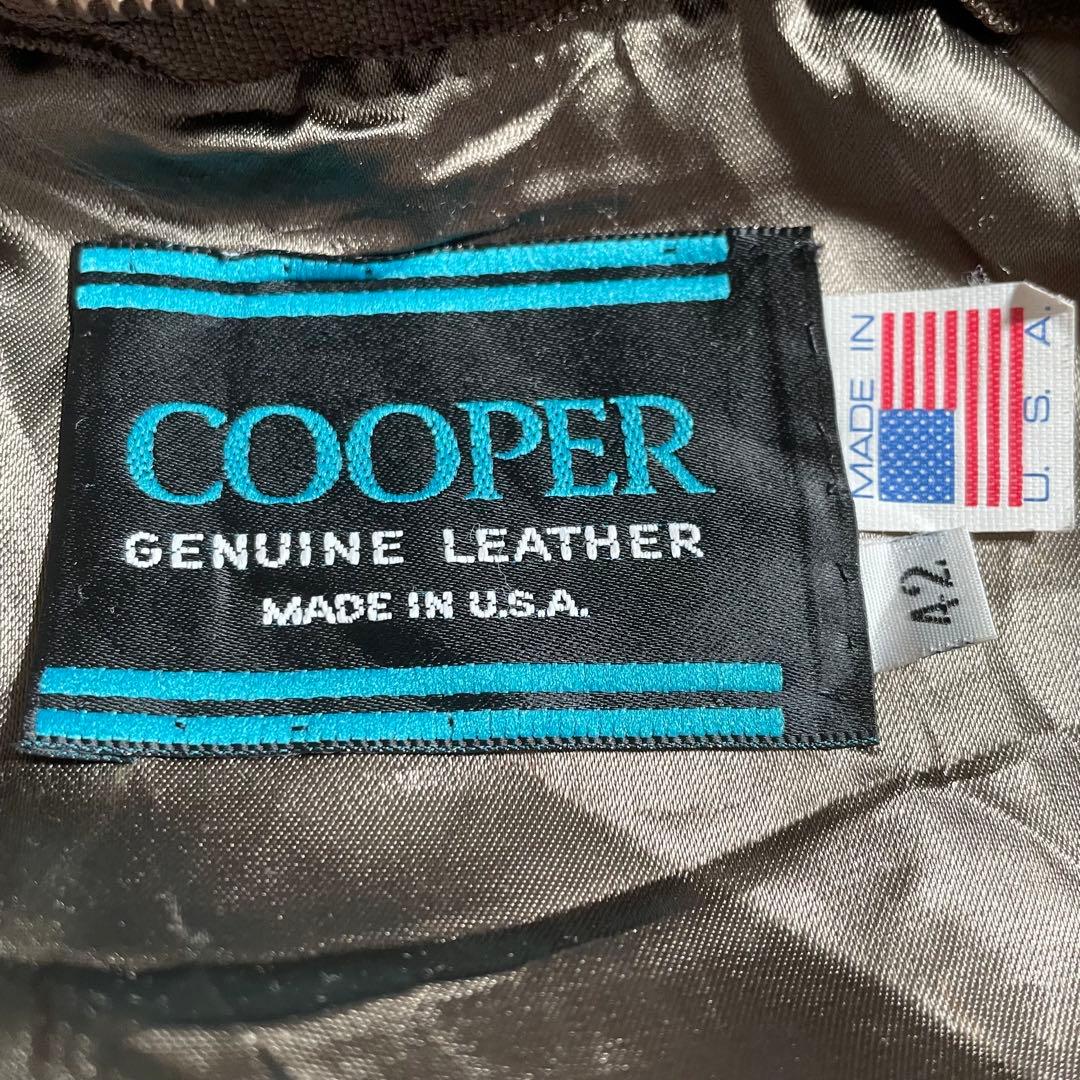 COOPER
GENUINE LEATHER
MADE IN U.S.A.
MADE IN
U. S. A.
42